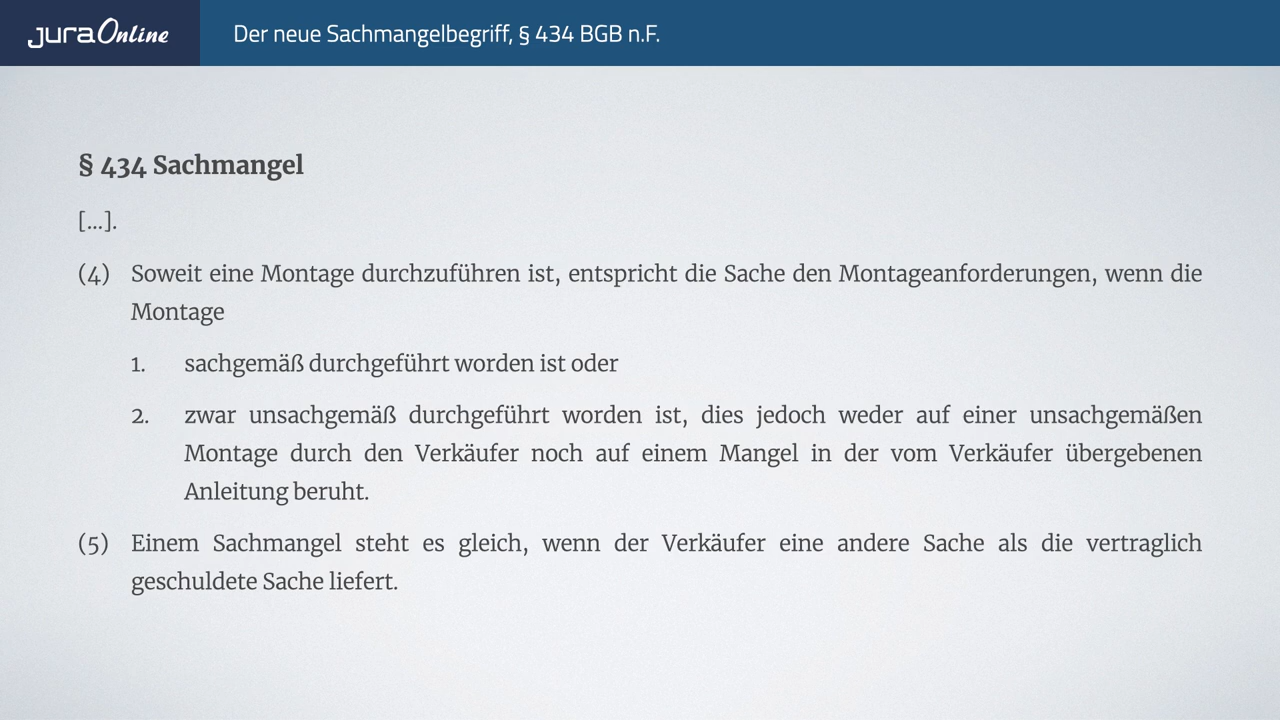 juraOnline
Der neue Sachmangelbegriff, § 434 BGB n.F.
§ 434 Sachmangel
[...].
(4) Soweit eine Montage durchzuführen ist, entspricht die Sache den Montageanforderungen, wenn die
Montage
1. sachgemäß durchgeführt worden ist oder
2. zwar unsachgemäß durchgeführt worden ist, dies jedoch weder auf einer unsachgemäßen
Montage durch den Verkäufer noch auf einem Mangel in der vom Verkäufer übergebenen
Anleitung beruht.
(5) Einem Sachmangel steht es gleich, wenn der Verkäufer eine andere Sache als die vertraglich
geschuldete Sache liefert.